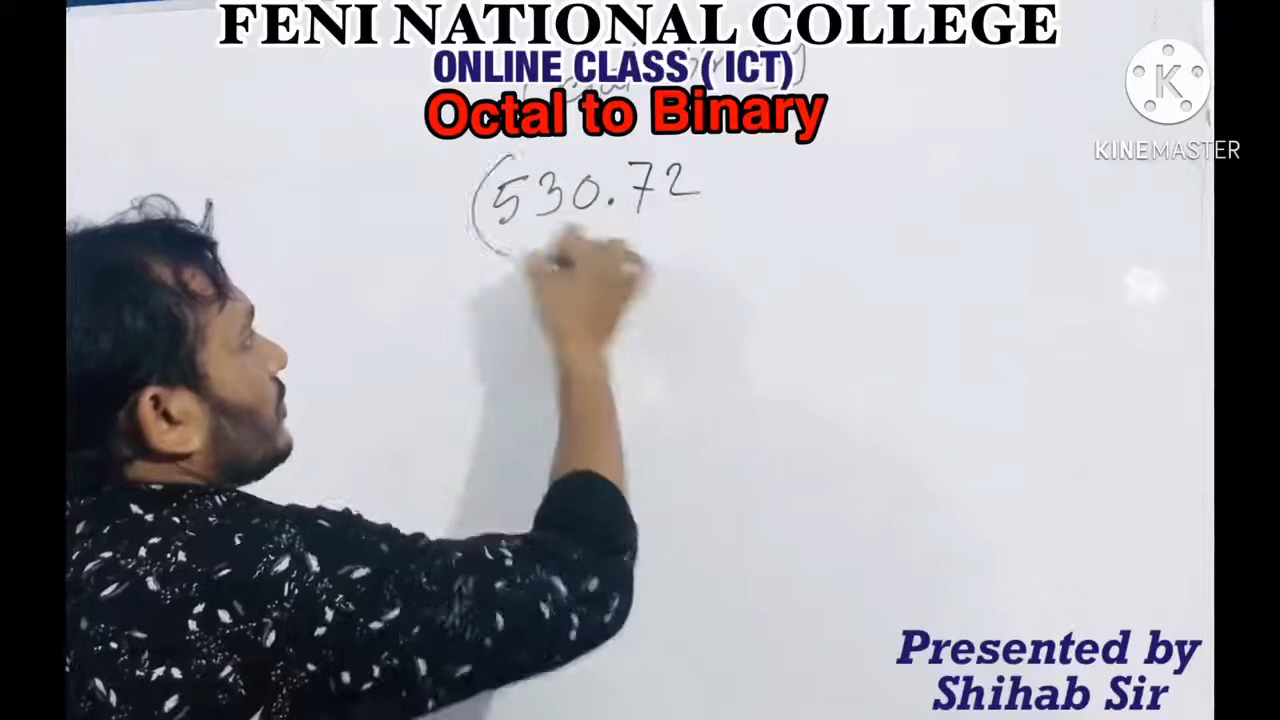 FENI NATIONAL COLLEGE
ONLINE CLASS ( ICT)
Octal to Binary
K
KINEMASTER
(530.72
Presented by
Shihab Sir